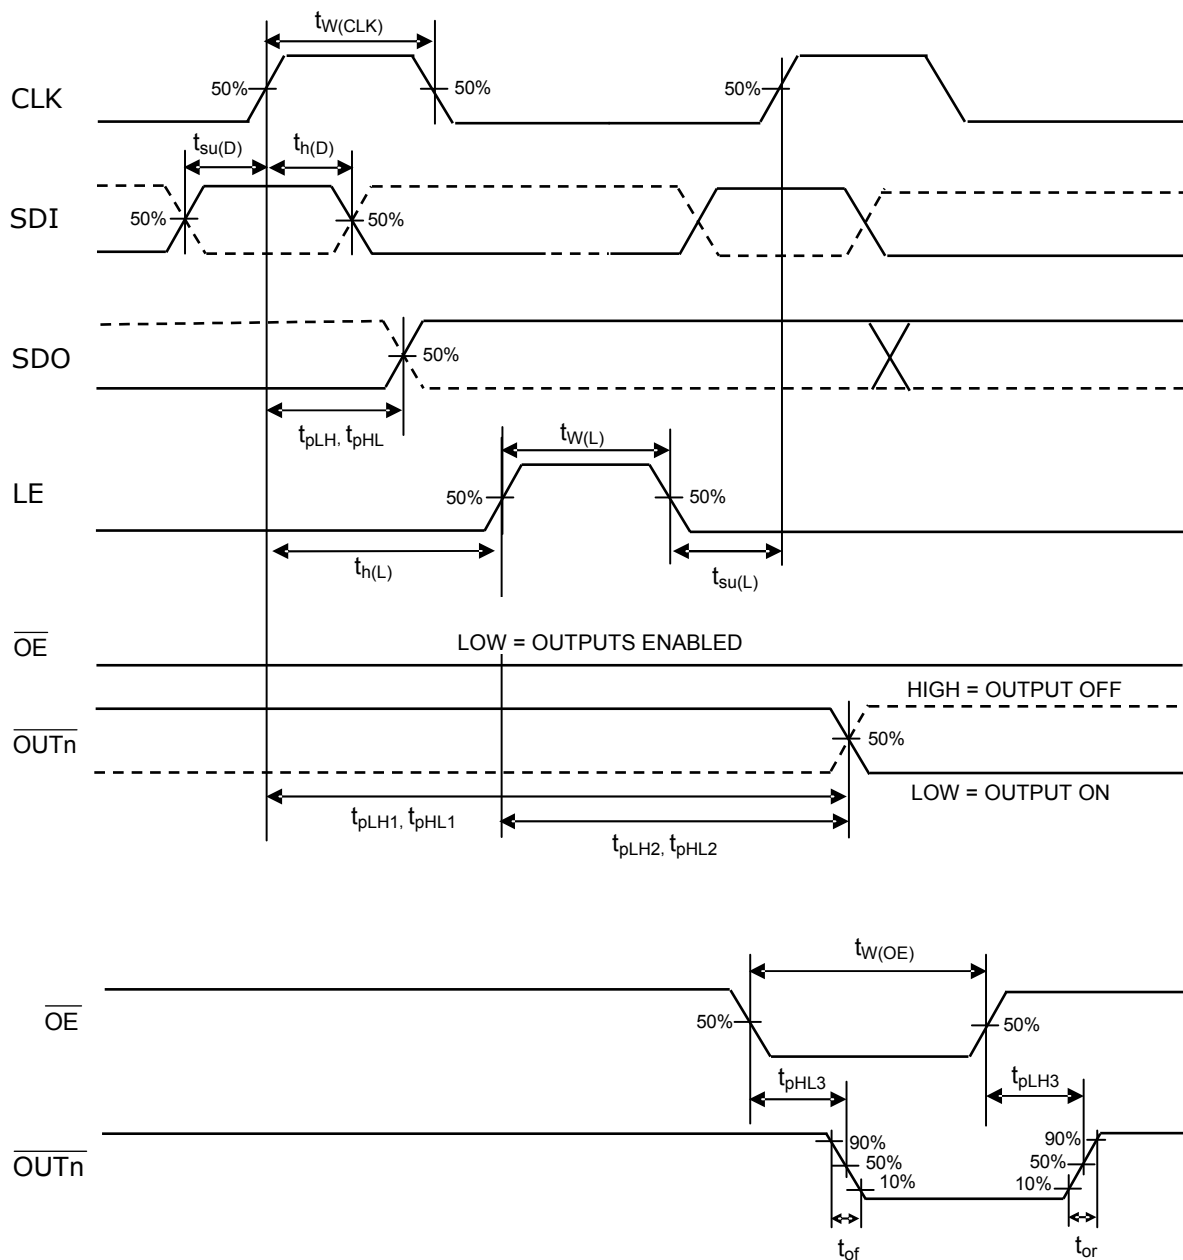 tW(CLK)
CLK
50%
50%
50%
tsu(D)
th(D)
SDI
50%
50%
SDO
50%
tpLH, tpHL
tW(L)
LE
50%
50%
th(L)
tsu(L)
OE
LOW = OUTPUTS ENABLED
HIGH = OUTPUT OFF
OUTn
50%
LOW = OUTPUT ON
tpLH1, tpHL1
tpLH2, tpHL2
tW(OE)
OE
50%
50%
tpHL3
tpLH3
OUTn
90%
90%
50%
50%
10%
10%
tof
tor